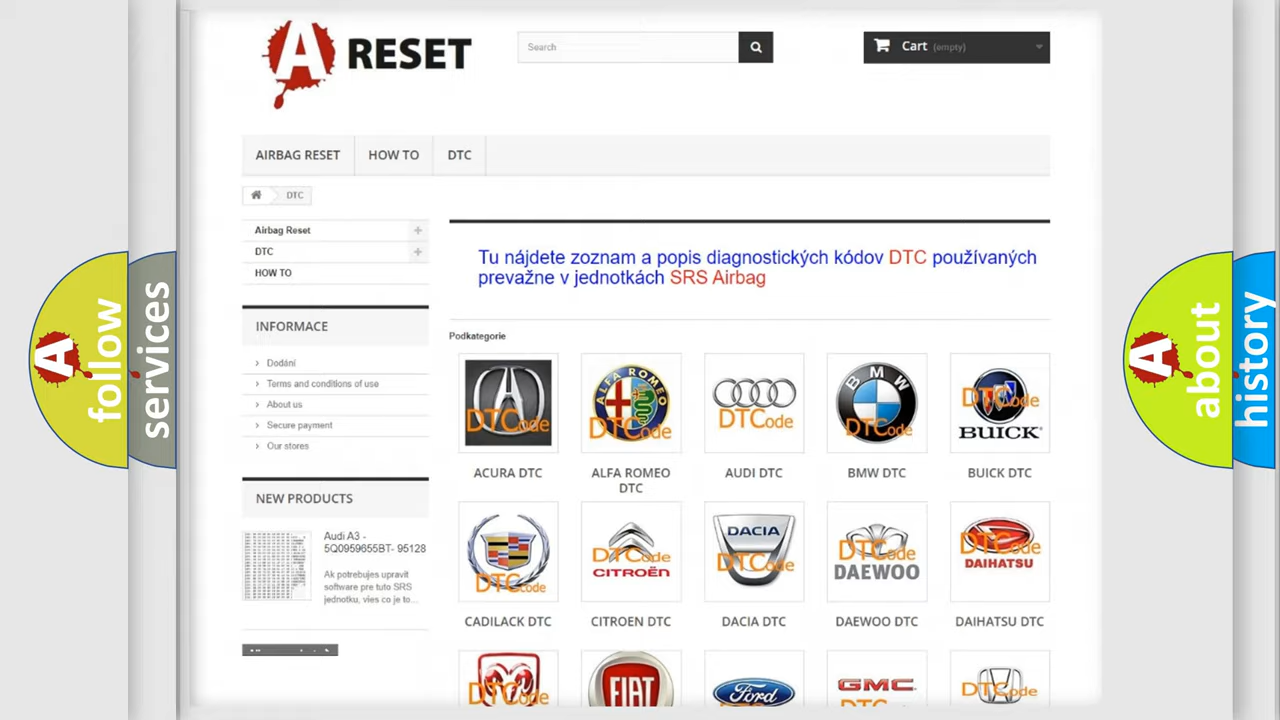 A RESET
Search
Cart (empty)
AIRBAG RESET
HOW TO
DTC
DTC
Airbag Reset
DTC
HOW TO
INFORMACE
Dodání
Terms and conditions of use
About us
Secure payment
Our stores
NEW PRODUCTS
Audi A3 -
5Q0959655BT- 95128
Ak potrebujes upravit
software pre tuto SRS
jednotku, vies co je to...
Tu nájdete zoznam a popis diagnostických kódov DTC používaných
prevažne v jednotkách SRS Airbag
Podkategorie
DTCode
ALFA ROMEO
DTCode
DTCode
BMW
DTCode
DTCode
BUICK
ACURA DTC
ALFA ROMEO
DTC
AUDI DTC
BMW DTC
BUICK DTC
DTCode
DTCode
CITROËN
DACIA
DTCode
DTCode
DAEWOO
DTCode
DAIHATSU
CADILACK DTC
CITROEN DTC
DACIA DTC
DAEWOO DTC
DAIHATSU DTC
DTCode
FIAT
Ford
GMC
DTCode
A follow
services
A about
history